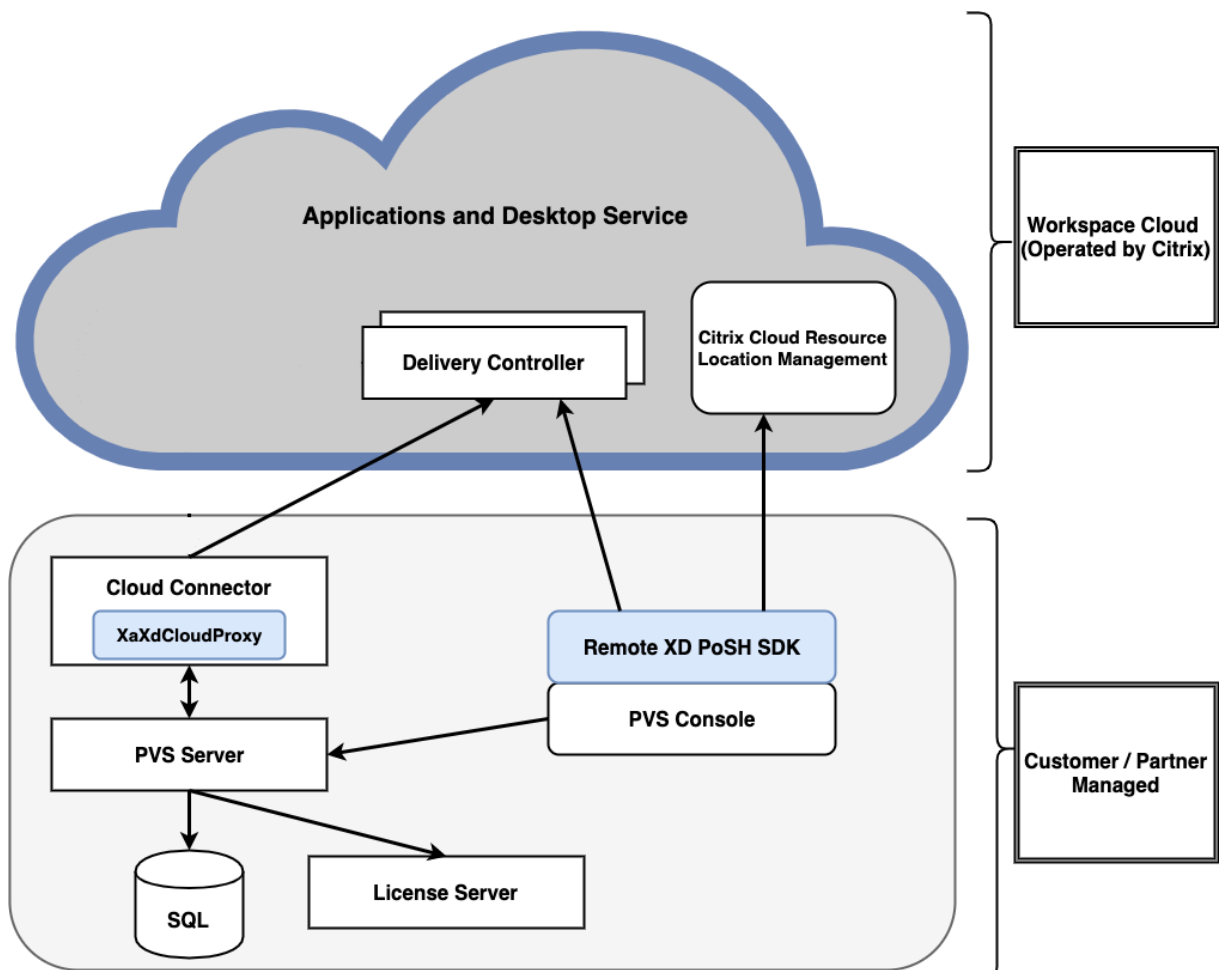 Applications and Desktop Service
Workspace Cloud
(Operated by Citrix)
Delivery Controller
Citrix Cloud Resource
Location Management
Cloud Connector
XaXdCloudProxy
Remote XD PoSH SDK
PVS Console
PVS Server
Customer / Partner
Managed
License Server
SQL